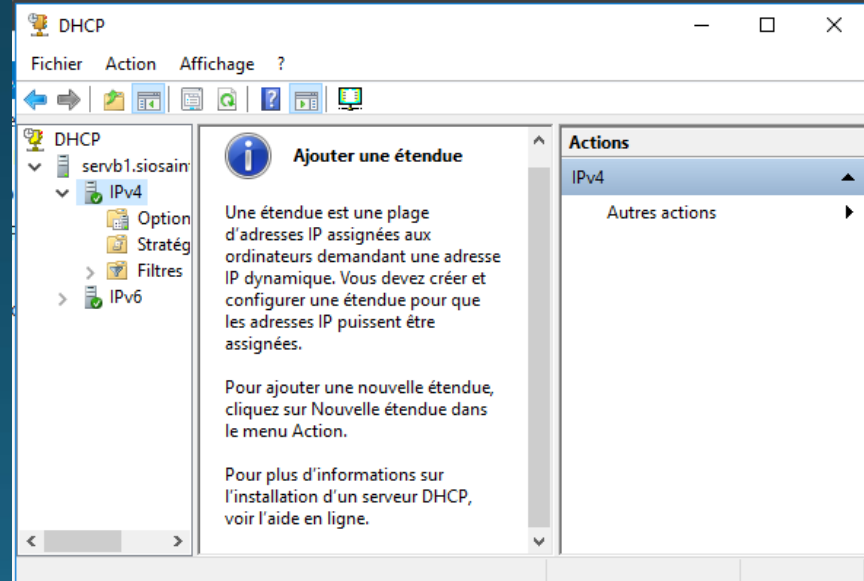 DHCP
Fichier Action Affichage ?
DHCP
servb1.siosain
IPv4
Option
Stratég
Filtres
IPv6
Ajouter une étendue
Une étendue est une plage
d'adresses IP assignées aux
ordinateurs demandant une adresse
IP dynamique. Vous devez créer et
configurer une étendue pour que
les adresses IP puissent être
assignées.
Pour ajouter une nouvelle étendue,
cliquez sur Nouvelle étendue dans
le menu Action.
Pour plus d'informations sur
l'installation d'un serveur DHCP,
voir l'aide en ligne.
Actions
IPv4
Autres actions